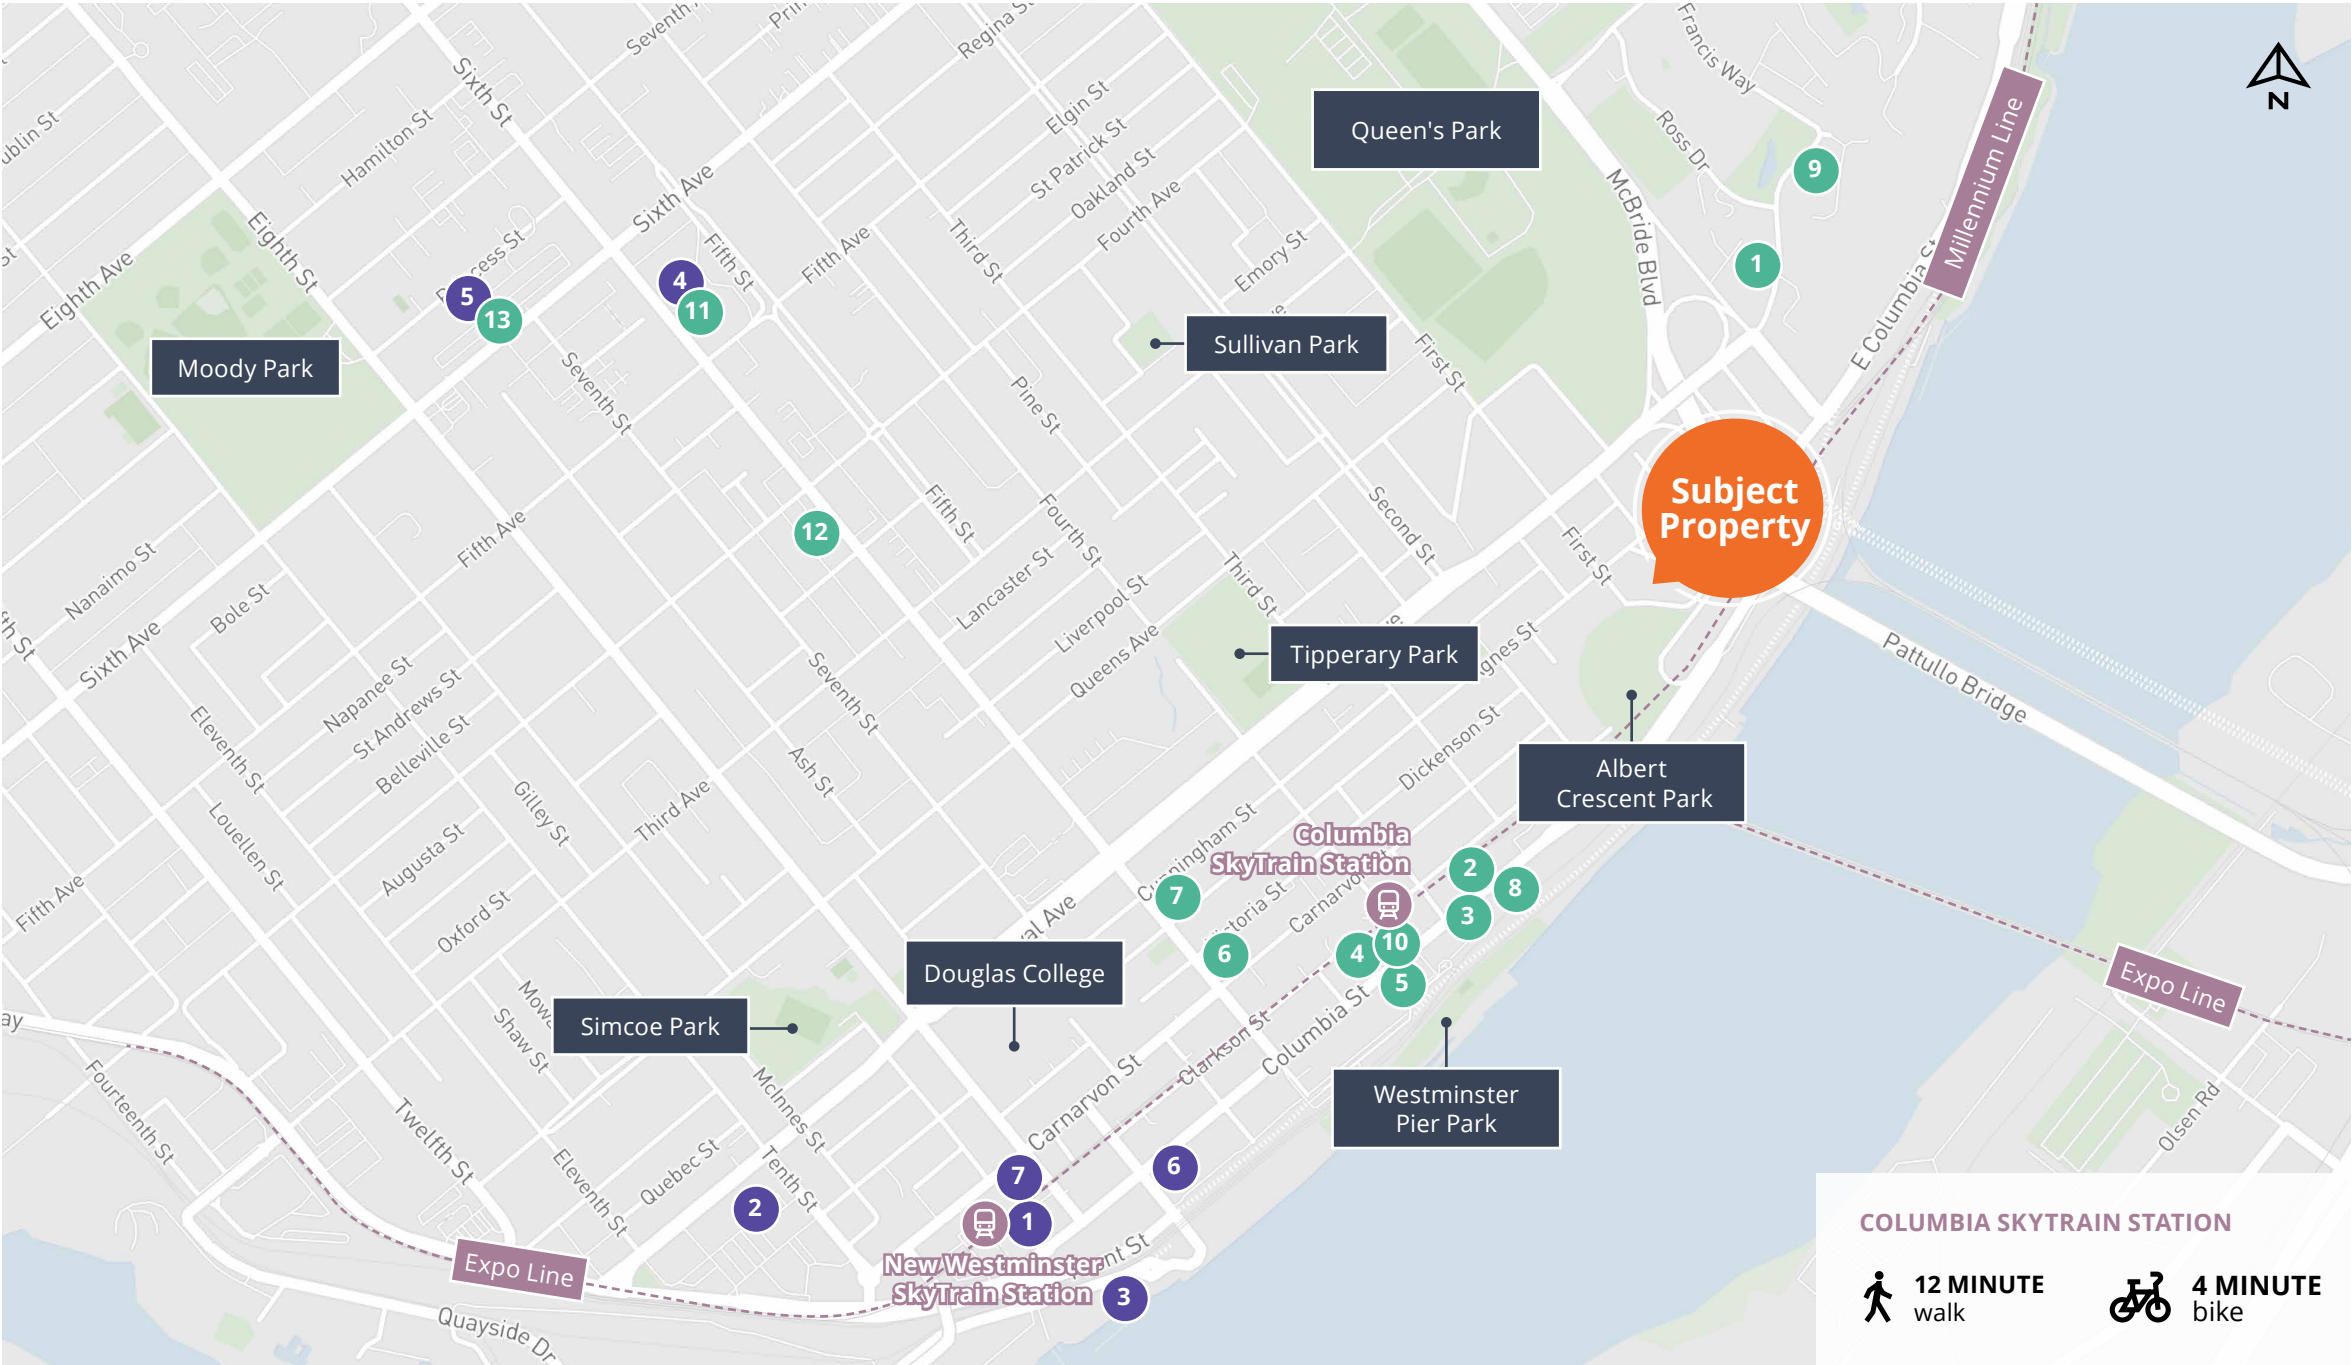 Sixth St
Seventh
Regina St
Francis Way
N
Hamilton St
Elgin St
St Patrick St
Oakland St
Fourth Ave
Queen's Park
Ross Dr
Millennium Line
9
Sixth Ave
McBride Blvd
Eighth St
Eighth Ave
Fifth St
Fifth Ave
Third St
Emory St
1
4
11
5
13
E Columbia St
Moody Park
Sullivan Park
First St
Seventh St
Pine St
Subject
Property
12
Fifth St
Fourth St
Second St
First St
Fifth Ave
Nanaimo St
Bole St
Lancaster St
Liverpool St
Third St
Queens Ave
Tipperary Park
Sixth Ave
Pattullo Bridge
Napanee St
St Andrews St
Belleville St
Eleventh St
Seventh St
Ash St
Dickenson St
Albert
Crescent Park
Louellen St
Gilley St
Third Ave
Augusta St
Oxford St
Fifth Ave
Cunningham St
Columbia
SkyTrain Station
2
8
3
7
6
4
10
5
Douglas College
Simcoe Park
Shaw St
Columbia St
Clarkson St
Carnarvon St
Expo Line
Westminster
Pier Park
Fourteenth St
Twelfth St
McInnes St
Tenth St
Eleventh St
Quebec St
Olsen Rd
6
7
2
1
New Westminster
SkyTrain Station
3
Expo Line
Quayside Dr
COLUMBIA SKYTRAIN STATION
12 MINUTE
walk
4 MINUTE
bike